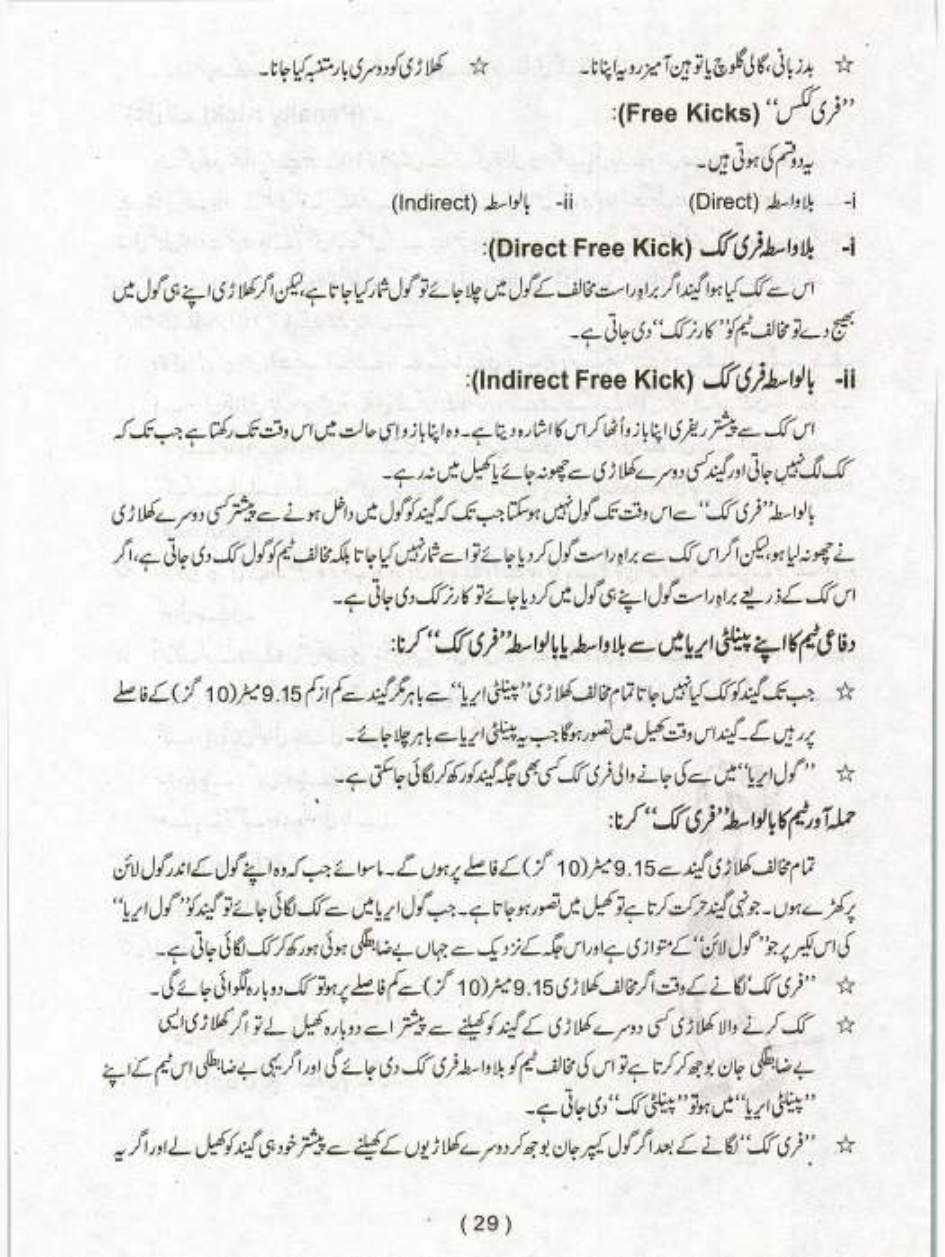 ☆ بدزبانی، گالی گلوچ یا توہین آمیز رویہ اپنانا۔ ☆ کھلاڑی کو دوسری بار متنبہ کیا جانا۔
”فری ککس“ (Free Kicks):
یہ دو قسم کی ہوتی ہیں۔
i- بلاواسطہ (Direct) ii- بالواسطہ (Indirect)
i- بلاواسطہ فری کک (Direct Free Kick):
اس سے کک کیا ہوا گیند اگر براہِ راست مخالف کے گول میں چلا جائے تو گول شمار کیا جاتا ہے، لیکن اگر کھلاڑی اپنے ہی گول میں
بھیج دے تو مخالف ٹیم کو ”کارنر کک“ دی جاتی ہے۔
ii- بالواسطہ فری کک (Indirect Free Kick):
اس کک سے پیشتر ریفری اپنا بازو اُٹھا کر اس کا اشارہ دیتا ہے۔ وہ اپنا بازو اِسی حالت میں اس وقت تک رکھتا ہے جب تک کہ
کک لگ نہیں جاتی اور گیند کسی دوسرے کھلاڑی سے چھو نہ جائے یا کھیل میں نہ رہے۔
بالواسطہ ”فری کک“ سے اس وقت تک گول نہیں ہو سکتا جب تک کہ گیند کو گول میں داخل ہونے سے پیشتر کسی دوسرے کھلاڑی
نے چھو نہ لیا ہو، لیکن اگر اس کک سے براہِ راست گول کر دیا جائے تو اسے شمار نہیں کیا جاتا بلکہ مخالف ٹیم کو گول کک دی جاتی ہے، اگر
اس کک کے ذریعے براہِ راست گول اپنے ہی گول میں کر دیا جائے تو کارنر کک دی جاتی ہے۔
دفاعی ٹیم کا اپنے پینلٹی ایریا میں سے بلاواسطہ یا بالواسطہ ”فری کک“ کرنا:
☆ جب تک گیند کو کک کیا نہیں جاتا تمام مخالف کھلاڑی ”پینلٹی ایریا“ سے باہر مگر گیند سے کم از کم 9.15 میٹر (10 گز) کے فاصلے
پر رہیں گے۔ گیند اس وقت کھیل میں تصور ہوگا جب یہ پینلٹی ایریا سے باہر چلا جائے۔
☆ ”گول ایریا“ میں سے کی جانے والی فری کک کسی بھی جگہ گیند کو رکھ کر لگائی جا سکتی ہے۔
حملہ آور ٹیم کا بالواسطہ ”فری کک“ کرنا:
تمام مخالف کھلاڑی گیند سے 9.15 میٹر (10 گز) کے فاصلے پر ہوں گے۔ ماسوائے جب کہ وہ اپنے گول کے اندر گول لائن
پر کھڑے ہوں۔ جونہی گیند حرکت کرتا ہے تو کھیل میں تصور ہو جاتا ہے۔ جب گول ایریا میں سے کک لگائی جائے تو گیند کو ”گول ایریا“
کی اس لکیر پر جو ”گول لائن“ کے متوازی ہے اور اس جگہ کے نزدیک سے جہاں بے ضابطگی ہوئی ہو رکھ کر کک لگائی جاتی ہے۔
☆ ”فری کک“ لگانے کے وقت اگر مخالف کھلاڑی 9.15 میٹر (10 گز) سے کم فاصلے پر ہو تو کک دوبارہ لگوائی جائے گی۔
☆ کک کرنے والا کھلاڑی کسی دوسرے کھلاڑی کے گیند کو کھیلنے سے پیشتر اسے دوبارہ کھیل لے تو اگر کھلاڑی ایسی
بے ضابطگی جان بوجھ کر کرتا ہے تو اس کی مخالف ٹیم کو بلاواسطہ فری کک دی جائے گی اور اگر یہی بے ضابطگی اس ٹیم کے اپنے
”پینلٹی ایریا“ میں ہو تو ”پینلٹی کک“ دی جاتی ہے۔
☆ ”فری کک“ لگانے کے بعد اگر گول کیپر جان بوجھ کر دوسرے کھلاڑیوں کے کھیلنے سے پیشتر خود ہی گیند کو کھیل لے اور اگر یہ
(29)